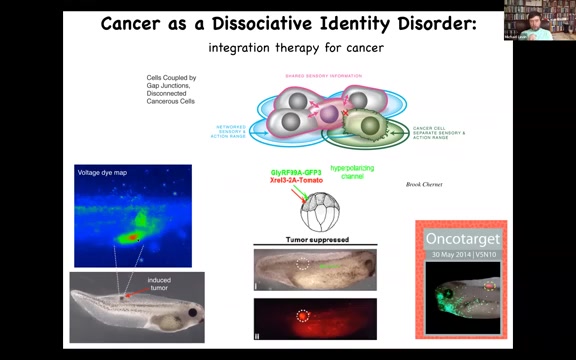 Cancer as a Dissociative Identity Disorder:
integration therapy for cancer
Cells Coupled by
Gap Junctions,
Disconnected
Cancerous Cells
SHARED SENSORY INFORMATION
NETWORKED
SENSORY &
ACTION RANGE
CANCER CELL,
SEPARATE SENSORY &
ACTION RANGE
Voltage dye map
induced
tumor
GlyRF99A-GFP3
Xrel3-2A-Tomato
hyperpolarizing
channel
Brook Chernet
Tumor suppressed
I
II
Oncotarget
30 May 2014 | V5N10